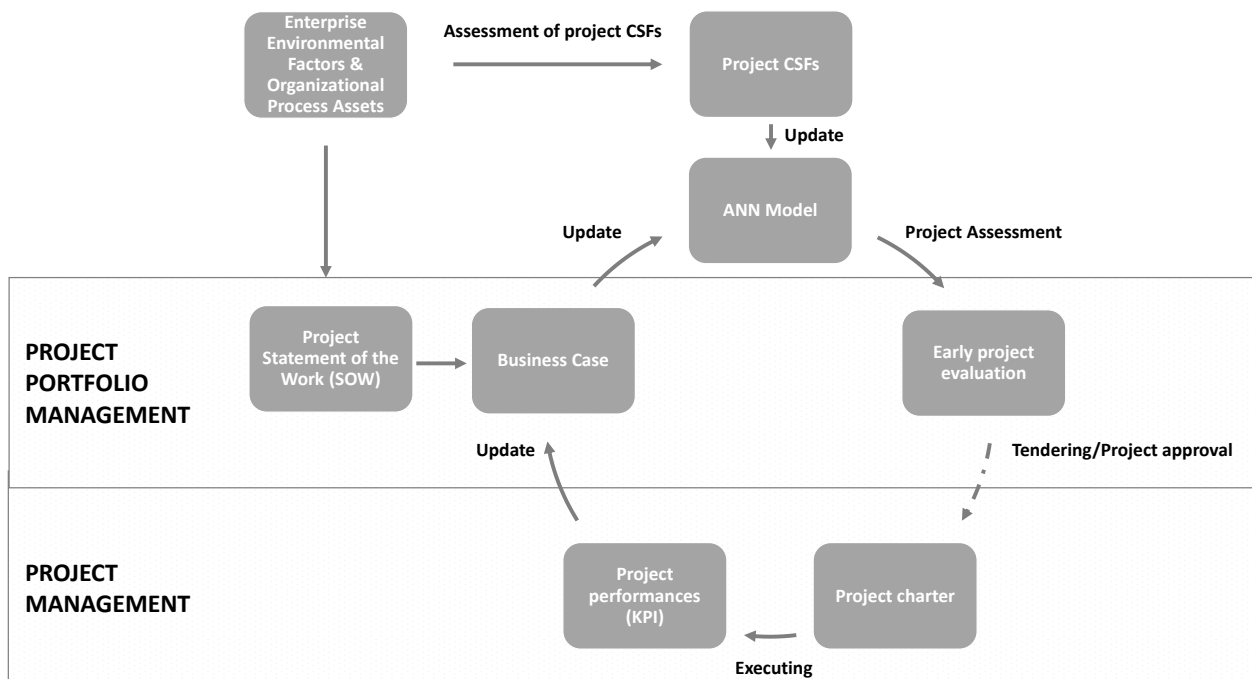 Enterprise
Environmental
Factors &
Organizational
Process Assets
Assessment of project CSFs
Project CSFs
Update
ANN Model
Update
Project Assessment
PROJECT
PORTFOLIO
MANAGEMENT
Project
Statement of the
Work (SOW)
Business Case
Early project
evaluation
Update
Tendering/Project approval
PROJECT
MANAGEMENT
Project
performances
(KPI)
Project charter
Executing